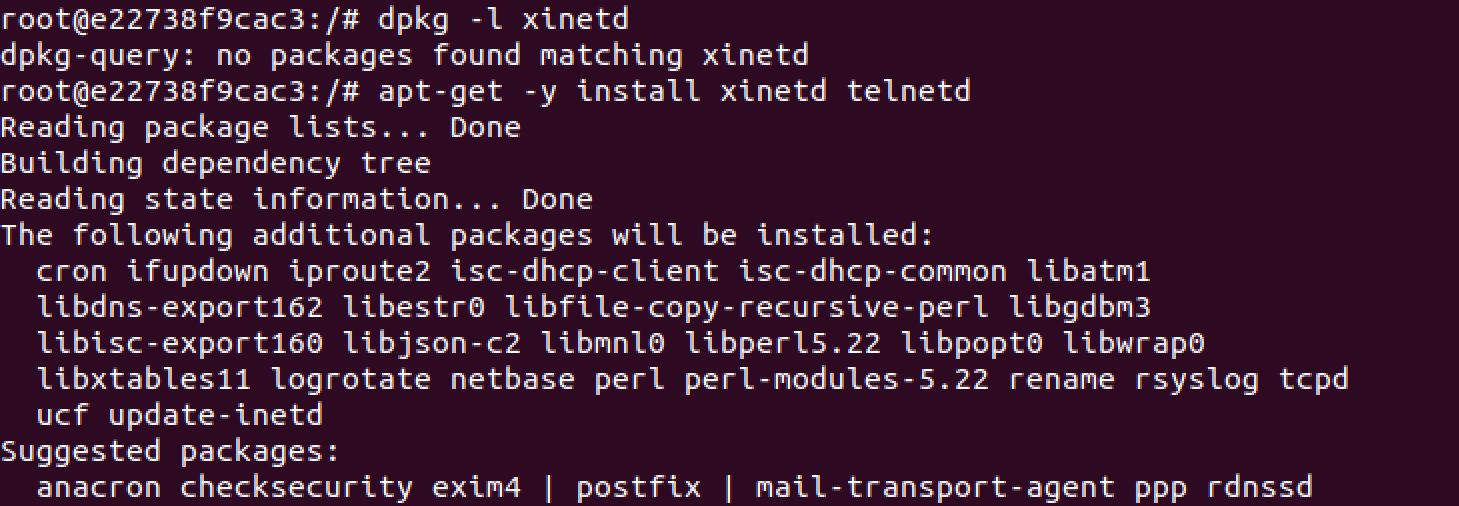 root@e22738f9cac3:/# dpkg -l xinetd
dpkg-query: no packages found matching xinetd
root@e22738f9cac3:/# apt-get -y install xinetd telnetd
Reading package lists... Done
Building dependency tree
Reading state information... Done
The following additional packages will be installed:
  cron ifupdown iproute2 isc-dhcp-client isc-dhcp-common libatm1
  libdns-export162 libestr0 libfile-copy-recursive-perl libgdbm3
  libisc-export160 libjson-c2 libmnl0 libperl5.22 libpopt0 libwrap0
  libxtables11 logrotate netbase perl perl-modules-5.22 rename rsyslog tcpd
  ucf update-inetd
Suggested packages:
  anacron checksecurity exim4 | postfix | mail-transport-agent ppp rdnssd